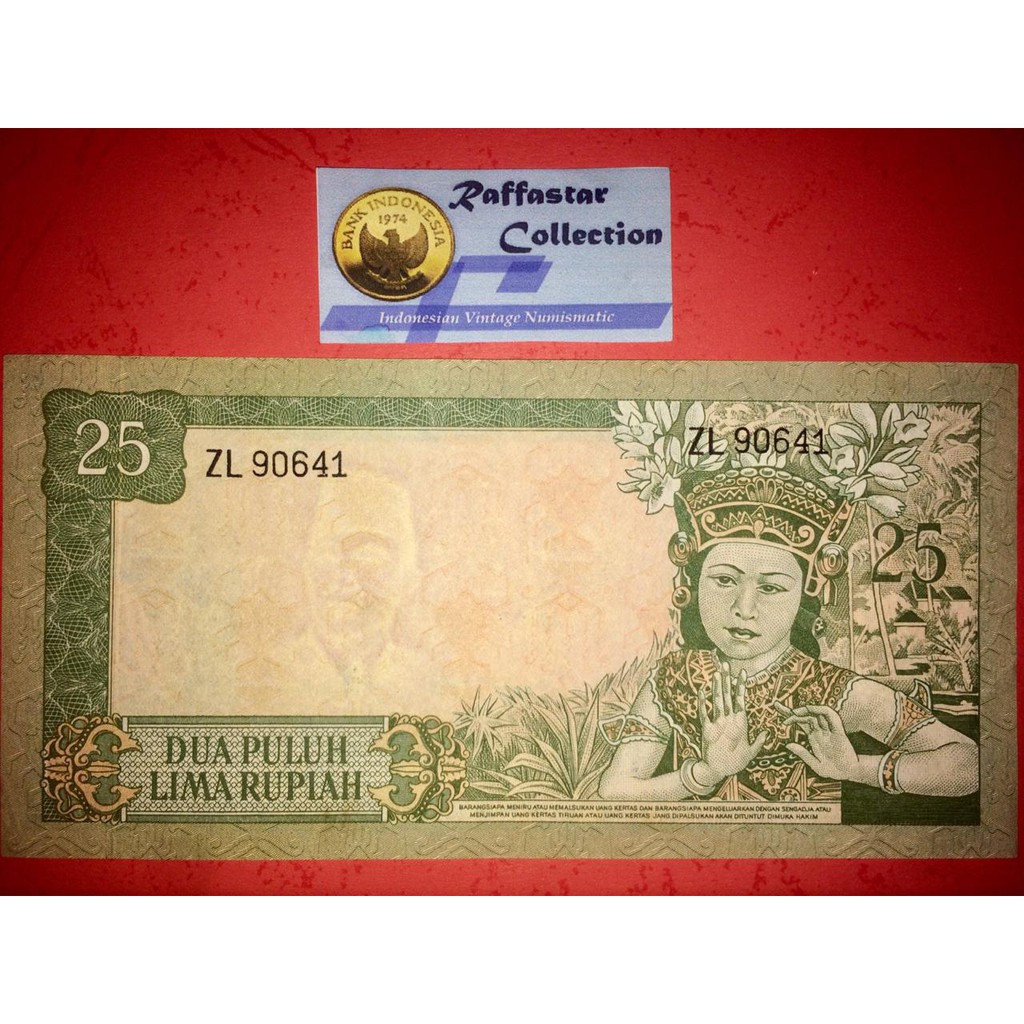 BANK INDONESIA
1974
Raffastar
Collection
Indonesian Vintage Numismatic
25
ZL 90641
ZL 90641
25
DUA PULUH
LIMA RUPIAH
BARANGSIAPA MENIRU ATAU MEMALSUKAN UANG KERTAS DAN BARANGSIAPA MENGELUARKAN DENGAN SENGADJA ATAU
MENJIMPAN UANG KERTAS TIRUAN ATAU UANG KERTAS JANG DIPALSUKAN AKAN DITUNTUT DIMUKA HAKIM